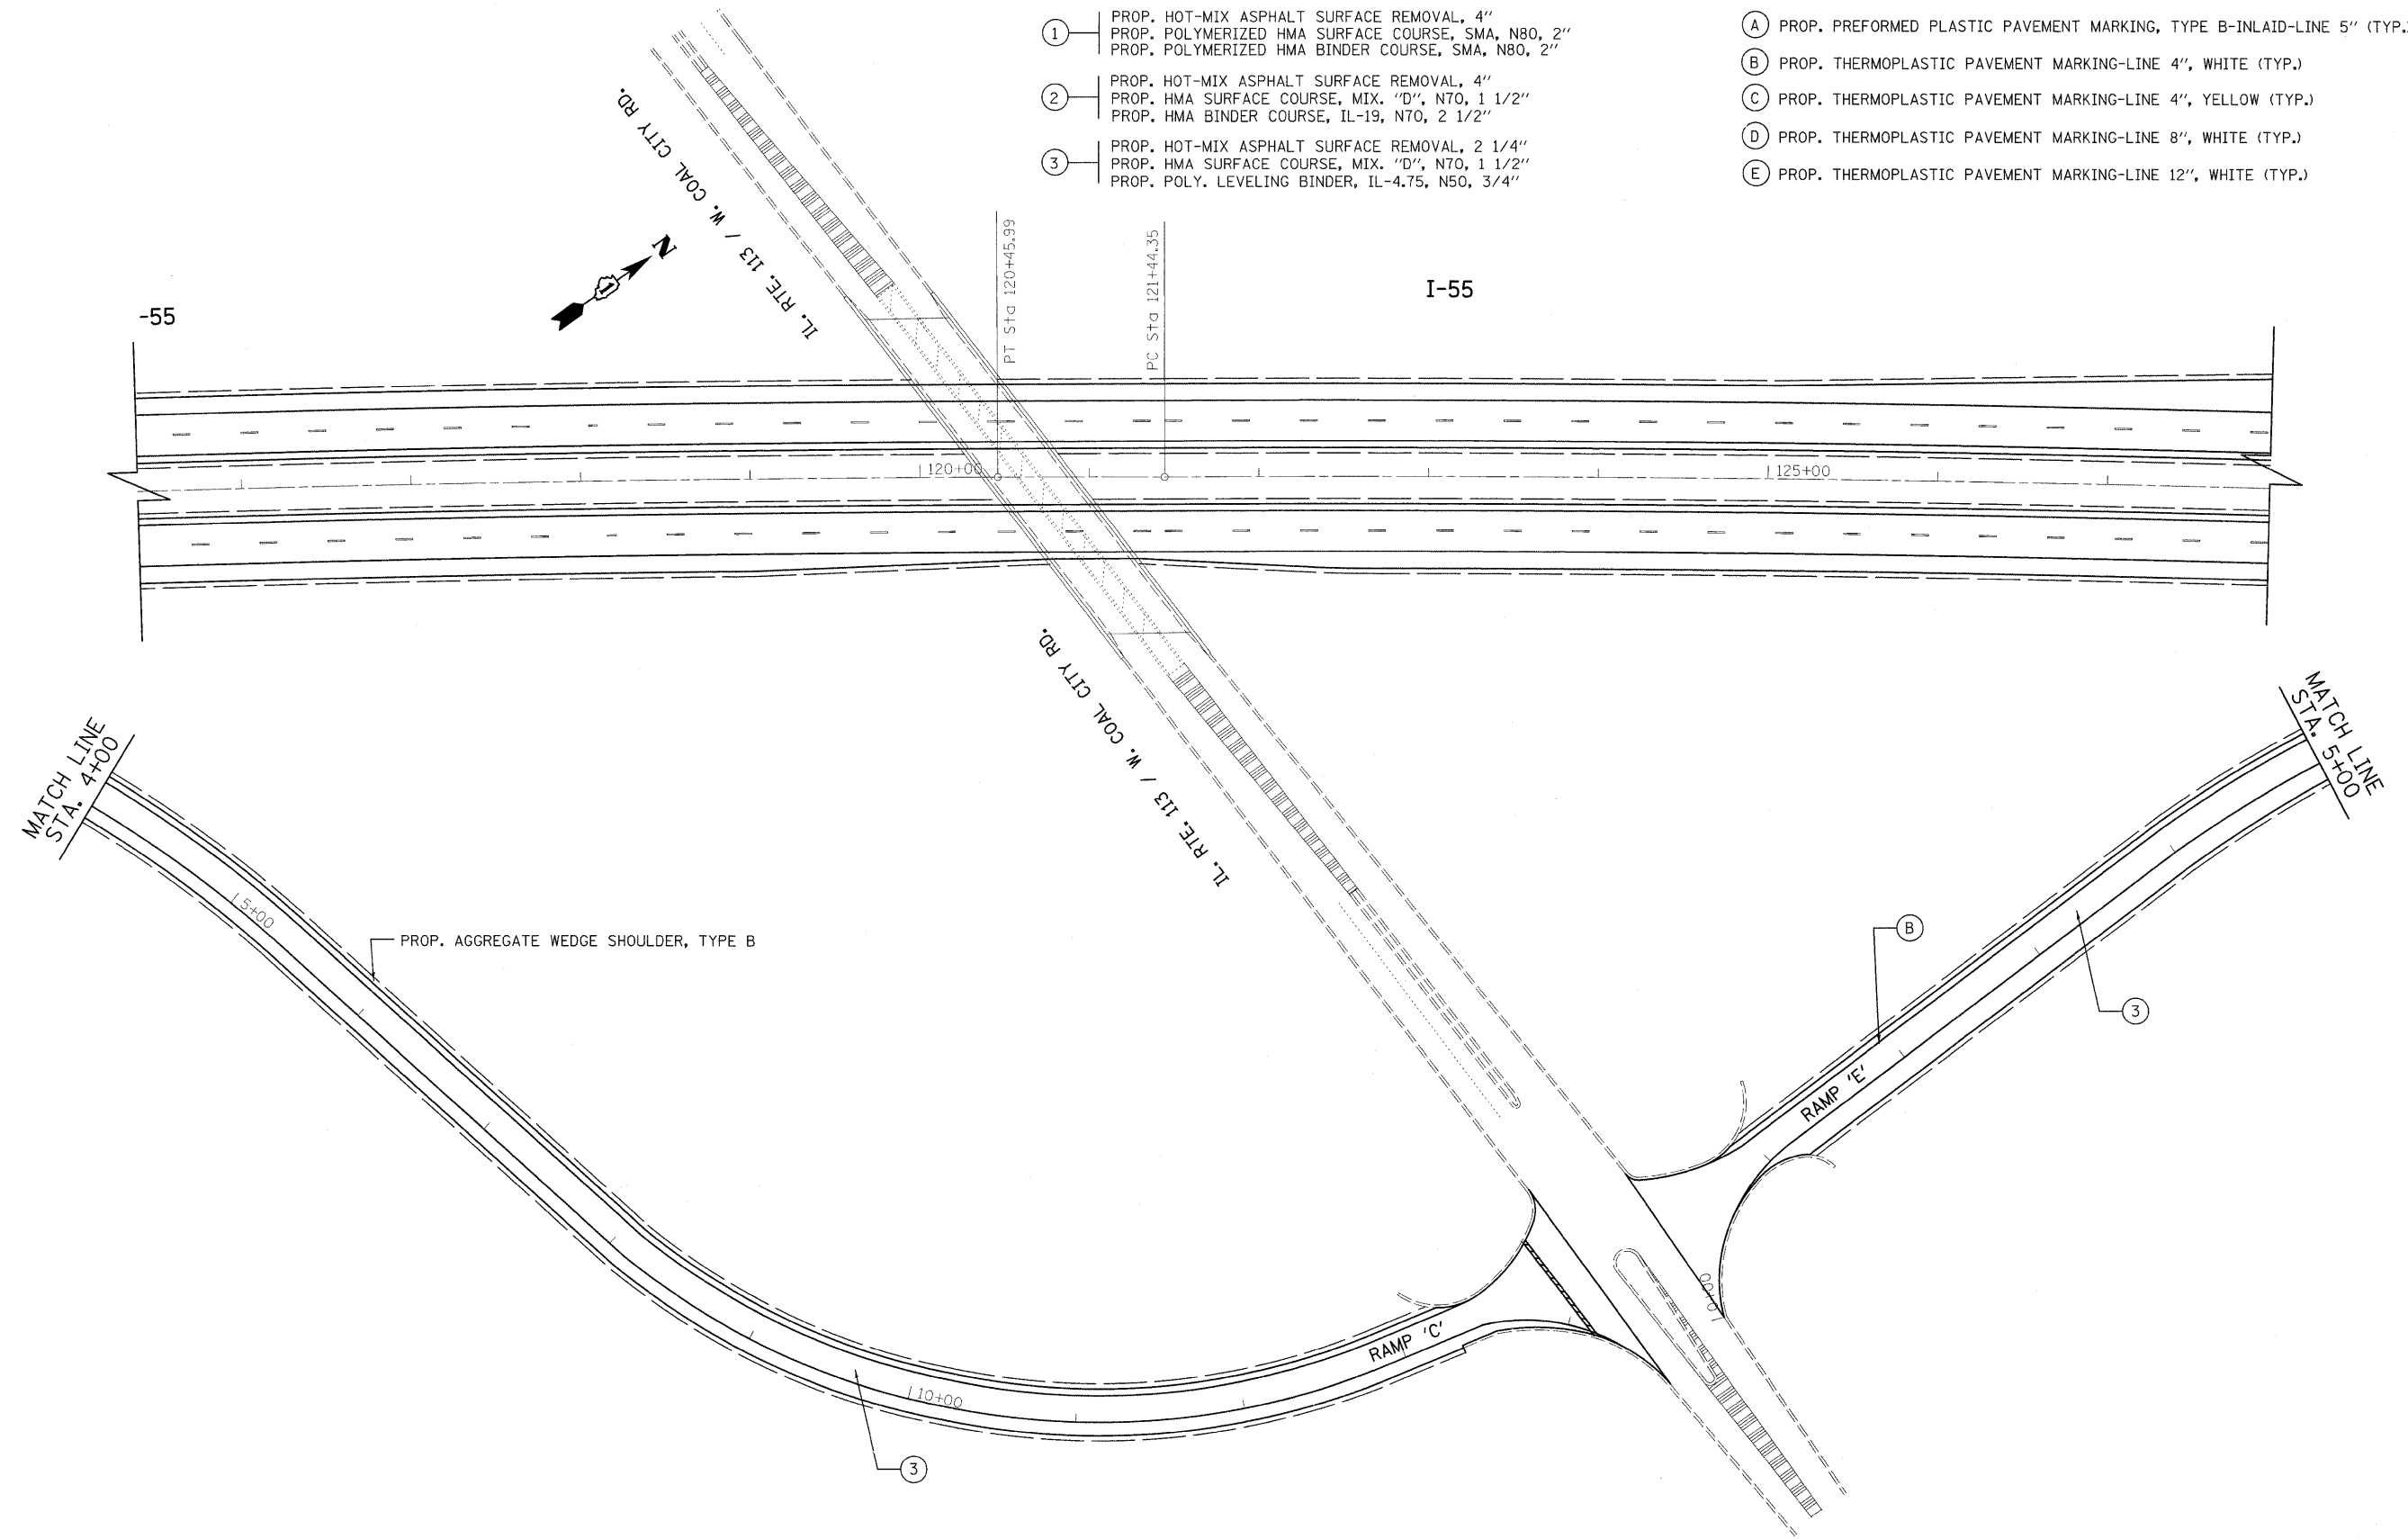 1
PROP. HOT-MIX ASPHALT SURFACE REMOVAL, 4"
PROP. POLYMERIZED HMA SURFACE COURSE, SMA, N80, 2"
PROP. POLYMERIZED HMA BINDER COURSE, SMA, N80, 2"
2
PROP. HOT-MIX ASPHALT SURFACE REMOVAL, 4"
PROP. HMA SURFACE COURSE, MIX. "D", N70, 1 1/2"
PROP. HMA BINDER COURSE, IL-19, N70, 2 1/2"
3
PROP. HOT-MIX ASPHALT SURFACE REMOVAL, 2 1/4"
PROP. HMA SURFACE COURSE, MIX. "D", N70, 1 1/2"
PROP. POLY. LEVELING BINDER, IL-4.75, N50, 3/4"
A PROP. PREFORMED PLASTIC PAVEMENT MARKING, TYPE B-INLAID-LINE 5" (TYP.)
B PROP. THERMOPLASTIC PAVEMENT MARKING-LINE 4", WHITE (TYP.)
C PROP. THERMOPLASTIC PAVEMENT MARKING-LINE 4", YELLOW (TYP.)
D PROP. THERMOPLASTIC PAVEMENT MARKING-LINE 8", WHITE (TYP.)
E PROP. THERMOPLASTIC PAVEMENT MARKING-LINE 12", WHITE (TYP.)
IL. RTE. 113 / W. COAL CITY RD.
N
1
PT Sta 120+45.99
PC Sta 121+44.35
-55
I-55
120+00
125+00
IL. RTE. 113 / W. COAL CITY RD.
MATCH LINE
STA. 4+00
MATCH LINE
STA. 5+00
5+00
PROP. AGGREGATE WEDGE SHOULDER, TYPE B
B
3
RAMP 'E'
0+00
RAMP 'C'
10+00
3